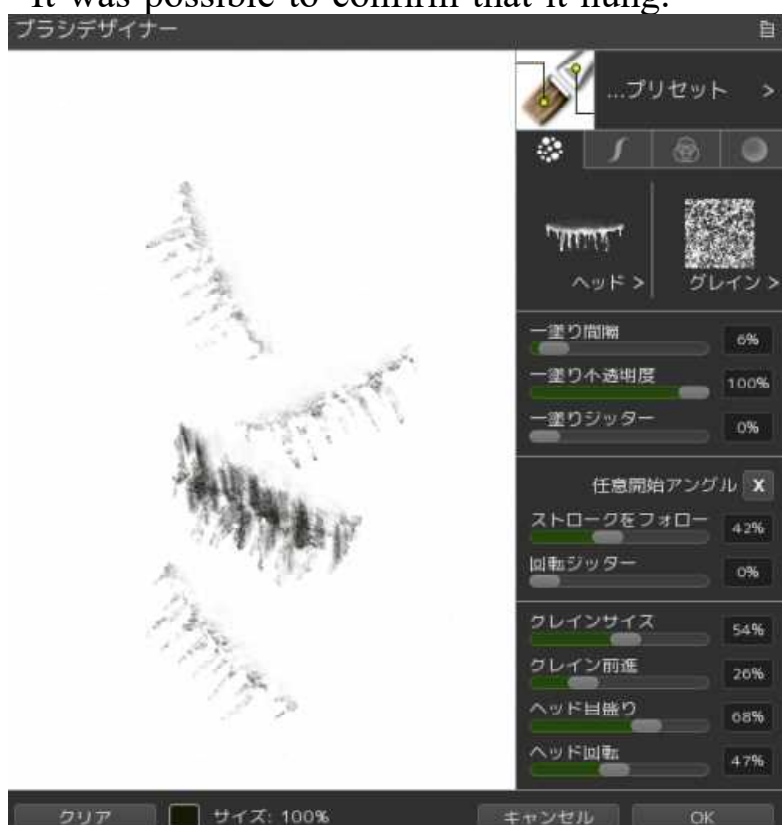 It was possible to confirm that it hung.
ブラシデザイナー
...プリセット >
ヘッド >
グレイン >
一塗り間隔 6%
一塗り不透明度 100%
一塗りジッター 0%
任意開始アングル X
ストロークをフォロー 42%
回転ジッター 0%
グレインサイズ 54%
グレイン前進 26%
ヘッド目盛り 68%
ヘッド回転 47%
クリア サイズ: 100% キャンセル OK